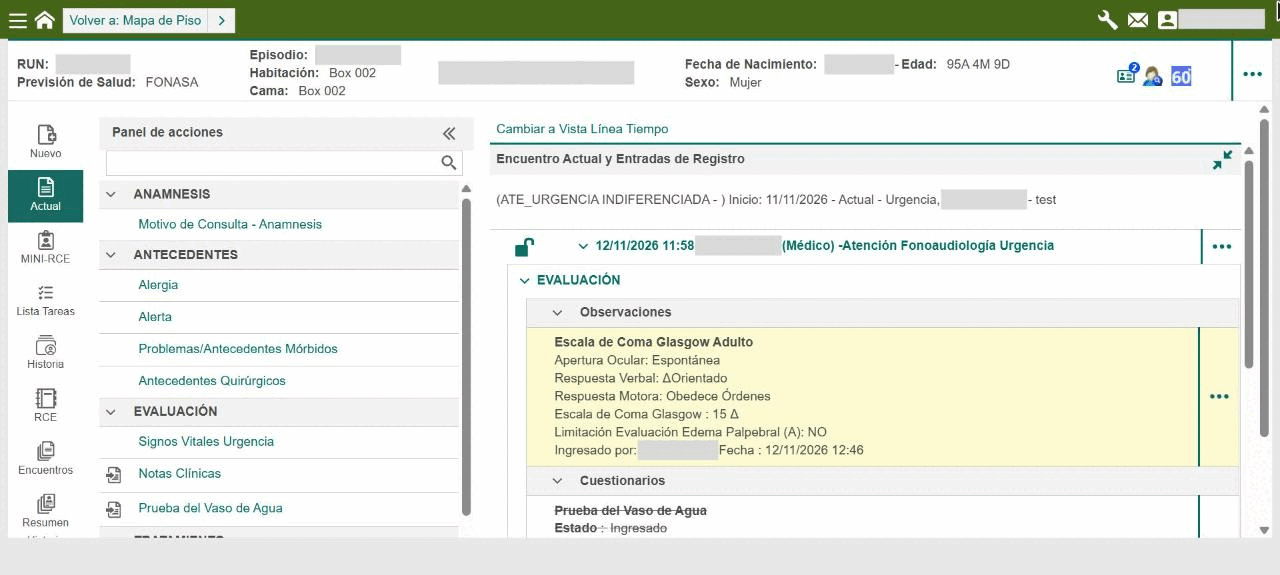 Volver a: Mapa de Piso
RUN:
Previsión de Salud: FONASA
Episodio:
Habitación: Box 002
Cama: Box 002
Fecha de Nacimiento: - Edad: 95A 4M 9D
Sexo: Mujer
2
60
Nuevo
Actual
MINI-RCE
Lista Tareas
Historia
RCE
Encuentros
Resumen
Panel de acciones
ANAMNESIS
Motivo de Consulta - Anamnesis
ANTECEDENTES
Alergia
Alerta
Problemas/Antecedentes Mórbidos
Antecedentes Quirúrgicos
EVALUACIÓN
Signos Vitales Urgencia
Notas Clínicas
Prueba del Vaso de Agua
TRATAMIENTO
Cambiar a Vista Línea Tiempo
Encuentro Actual y Entradas de Registro
(ATE_URGENCIA INDIFERENCIADA - ) Inicio: 11/11/2026 - Actual - Urgencia, - test
12/11/2026 11:58 (Médico) -Atención Fonoaudiología Urgencia
EVALUACIÓN
Observaciones
Escala de Coma Glasgow Adulto
Apertura Ocular: Espontánea
Respuesta Verbal: ΔOrientado
Respuesta Motora: Obedece Órdenes
Escala de Coma Glasgow : 15 Δ
Limitación Evaluación Edema Palpebral (A): NO
Ingresado por: Fecha : 12/11/2026 12:46
Cuestionarios
Prueba del Vaso de Agua
Estado : Ingresado